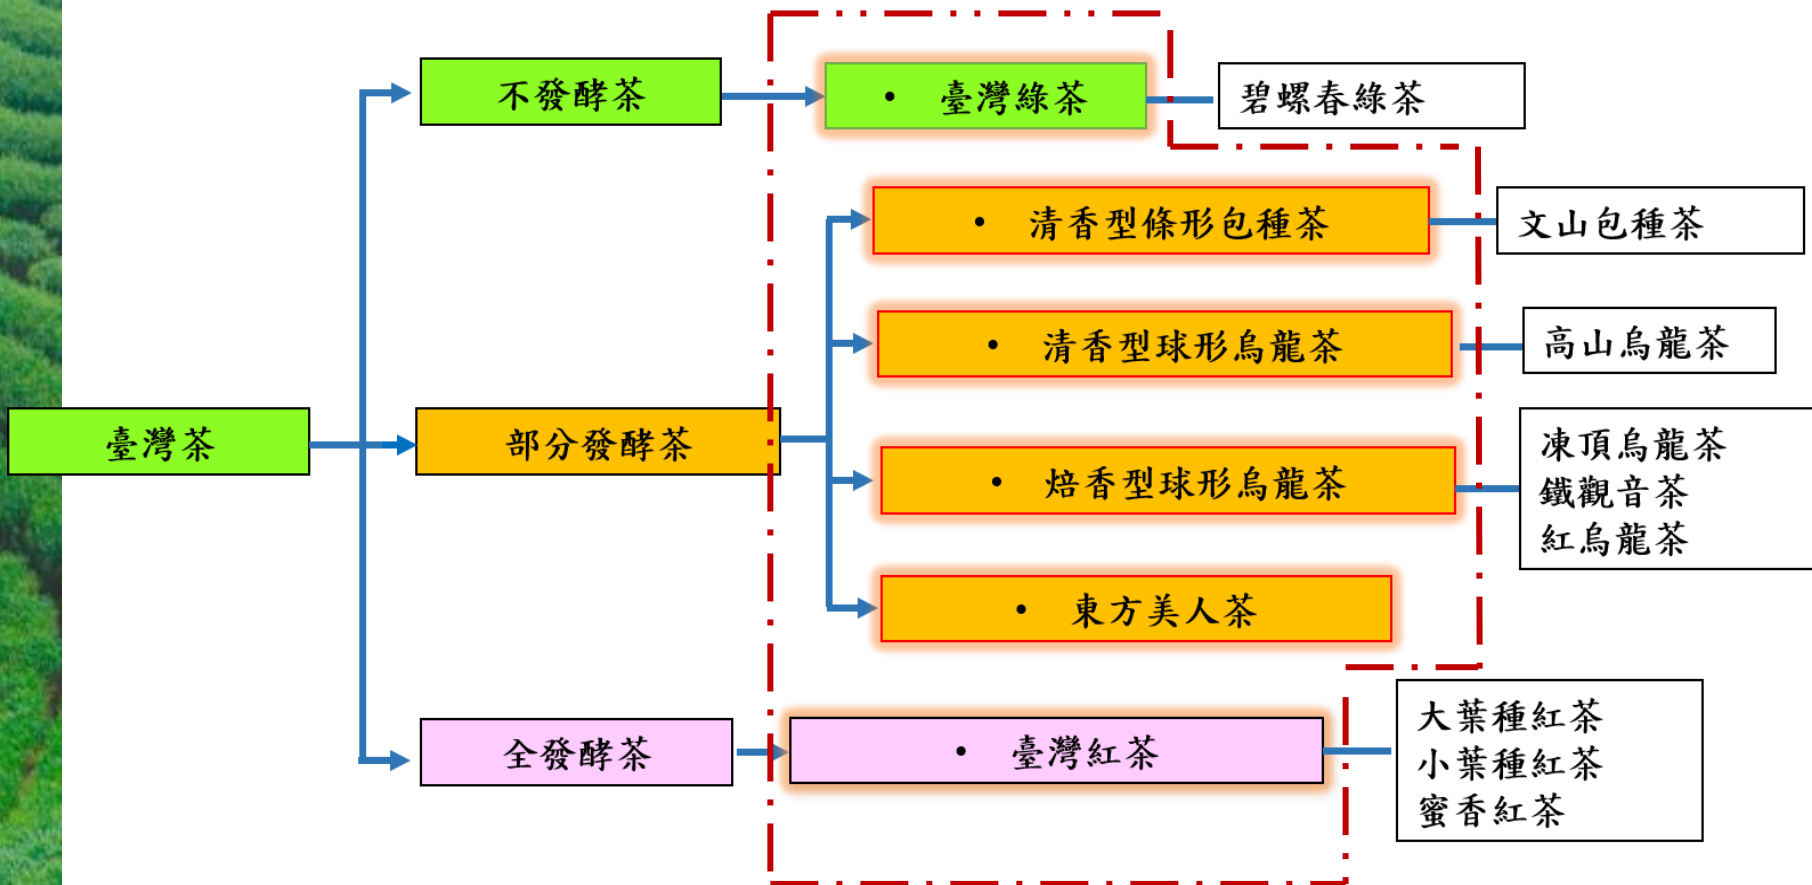 臺灣茶
不發酵茶
• 臺灣綠茶
碧螺春綠茶
部分發酵茶
• 清香型條形包種茶
文山包種茶
• 清香型球形烏龍茶
高山烏龍茶
• 焙香型球形烏龍茶
凍頂烏龍茶
鐵觀音茶
紅烏龍茶
• 東方美人茶
全發酵茶
• 臺灣紅茶
大葉種紅茶
小葉種紅茶
蜜香紅茶